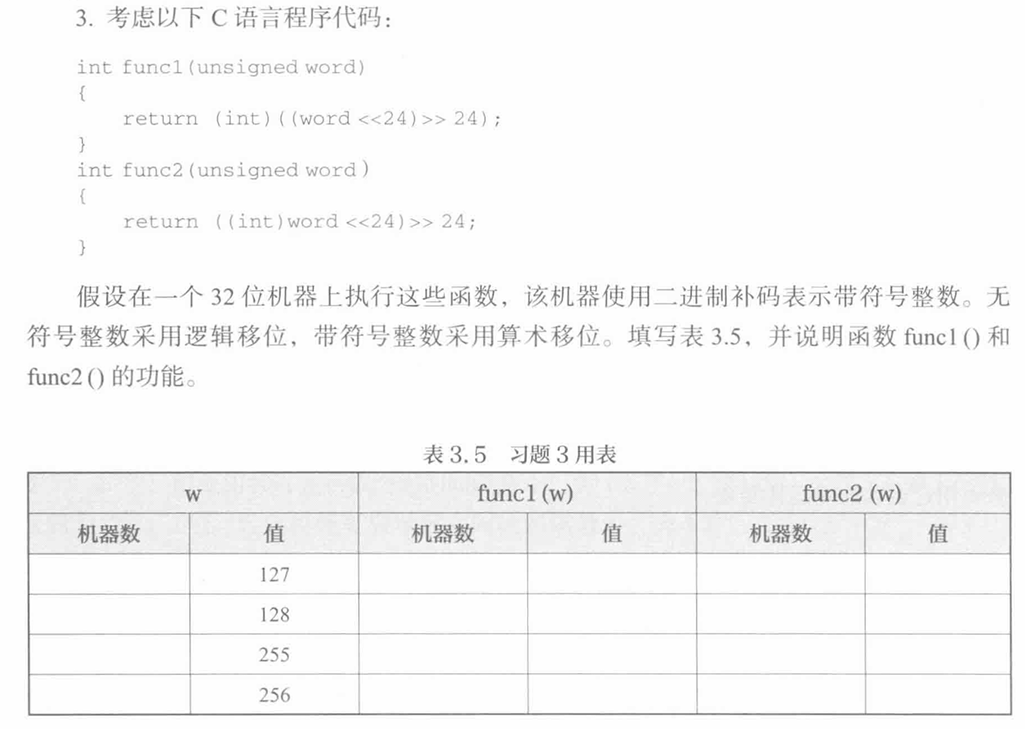 3. 考虑以下 C 语言程序代码：
int func1(unsigned word)
{
return (int)((word <<24)>> 24);
}
int func2(unsigned word)
{
return ((int)word <<24)>> 24;
}
假设在一个 32 位机器上执行这些函数，该机器使用二进制补码表示带符号整数。无
符号整数采用逻辑移位，带符号整数采用算术移位。填写表 3.5，并说明函数 func1() 和
func2() 的功能。
表 3.5 习题 3 用表
w func1(w) func2(w)
机器数 值 机器数 值 机器数 值
127
128
255
256